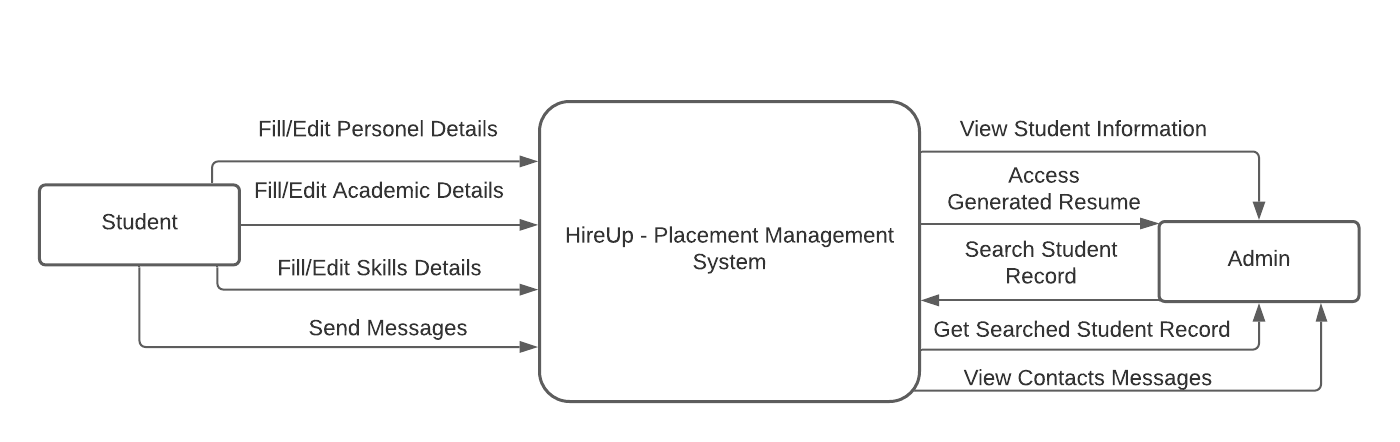 Fill/Edit Personel Details
Fill/Edit Academic Details
Student
Fill/Edit Skills Details
Send Messages
HireUp - Placement Management
System
View Student Information
Access
Generated Resume
Search Student
Record
Admin
Get Searched Student Record
View Contacts Messages